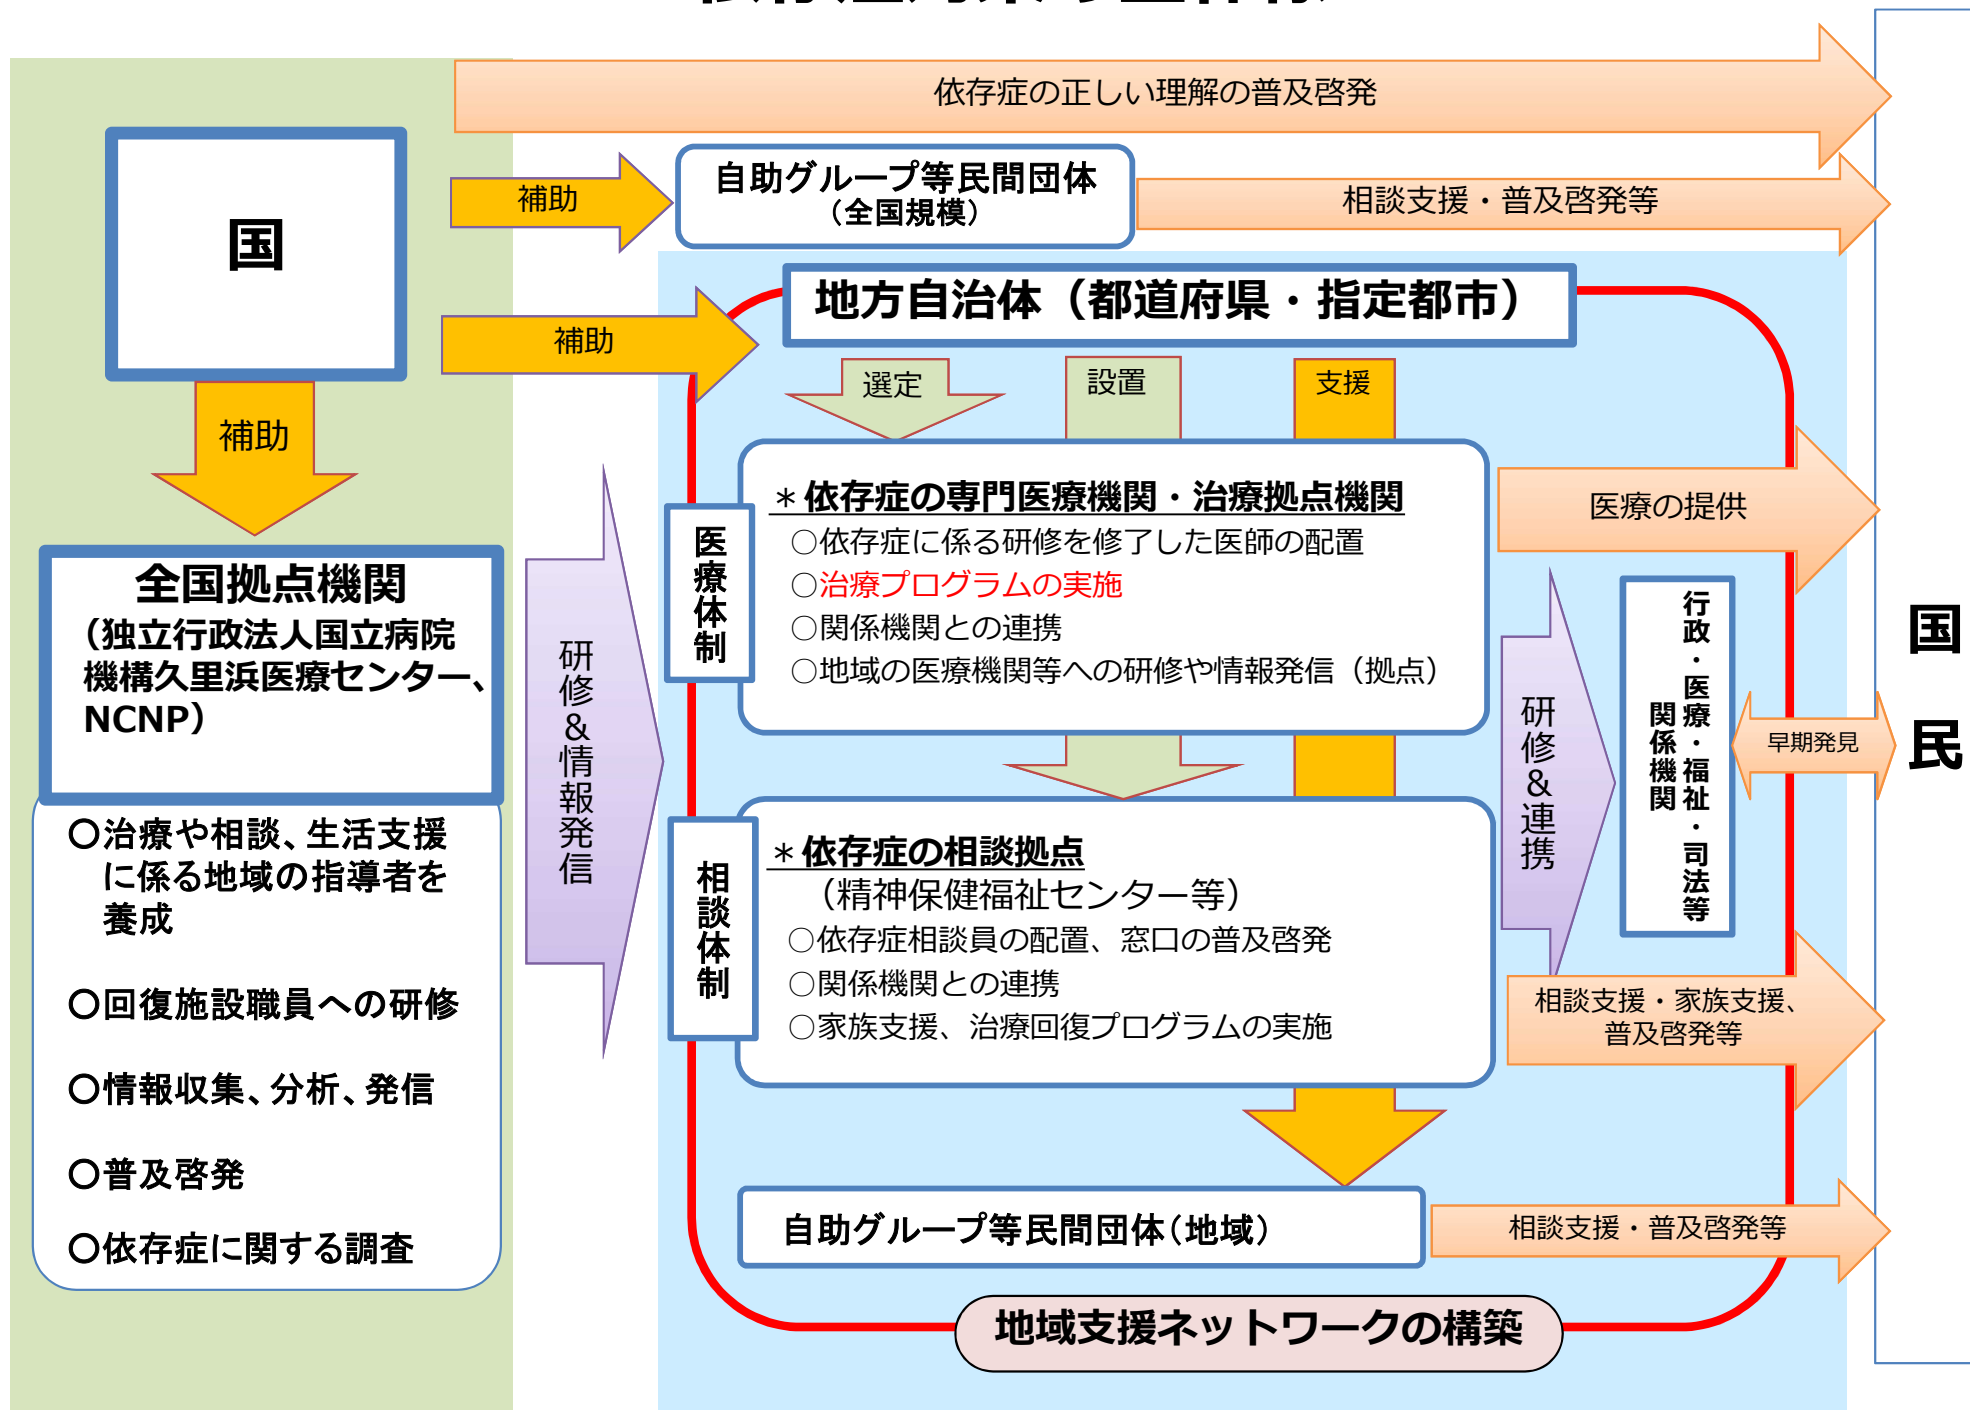 依存症の正しい理解の普及啓発
国
補助
自助グループ等民間団体
（全国規模）
相談支援・普及啓発等
補助
地方自治体（都道府県・指定都市）
選定
設置
支援
補助
全国拠点機関
（独立行政法人国立病院
機構久里浜医療センター、
NCNP）
〇治療や相談、生活支援
に係る地域の指導者を
養成
〇回復施設職員への研修
〇情報収集、分析、発信
〇普及啓発
〇依存症に関する調査
研修＆情報発信
医療体制
＊依存症の専門医療機関・治療拠点機関
○依存症に係る研修を修了した医師の配置
○治療プログラムの実施
○関係機関との連携
○地域の医療機関等への研修や情報発信（拠点）
医療の提供
相談体制
＊依存症の相談拠点
（精神保健福祉センター等）
○依存症相談員の配置、窓口の普及啓発
○関係機関との連携
○家族支援、治療回復プログラムの実施
研修＆連携
行政・医療・福祉・司法等
関係機関
早期発見
相談支援・家族支援、
普及啓発等
自助グループ等民間団体（地域）
相談支援・普及啓発等
地域支援ネットワークの構築
国民